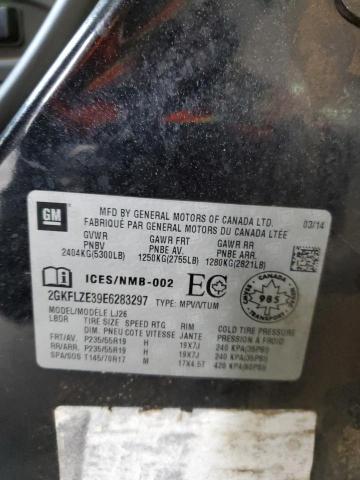 GM
MFD BY GENERAL MOTORS OF CANADA LTD.
FABRIQUÉ PAR GENERAL MOTORS DU CANADA LTÉE
03/14
GVWR GAWR FRT GAWR RR
PNBV PNBE AV. PNBE ARR.
2404KG(5300LB) 1250KG(2755LB) 1280KG(2821LB)
ICES/NMB-002 EC
985
2GKFLZE39E6283297 TYPE: MPV/VTUM
MODEL/MODÈLE LJ26
LBR TIRE SIZE SPEED RTG RIM COLD TIRE PRESSURE
DIM. PNEU COTE VITESSE JANTE PRESSION À FROID
FRT/AV. P235/55R19 H 19X7J 240 KPA(35PSI)
RR/ARR. P235/55R19 H 19X7J 240 KPA(35PSI)
SPA/SOS T145/70R17 M 17X4.5T 420 KPA(60PSI)